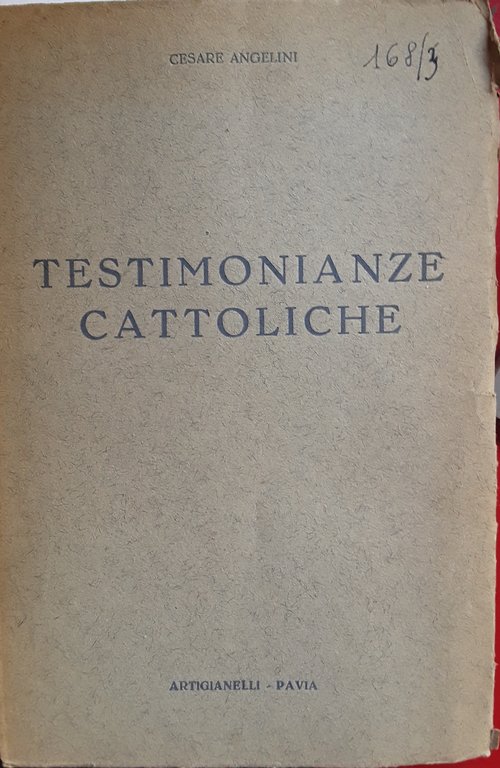 CESARE ANGELINI
168/3
TESTIMONIANZE
CATTOLICHE
ARTIGIANELLI - PAVIA